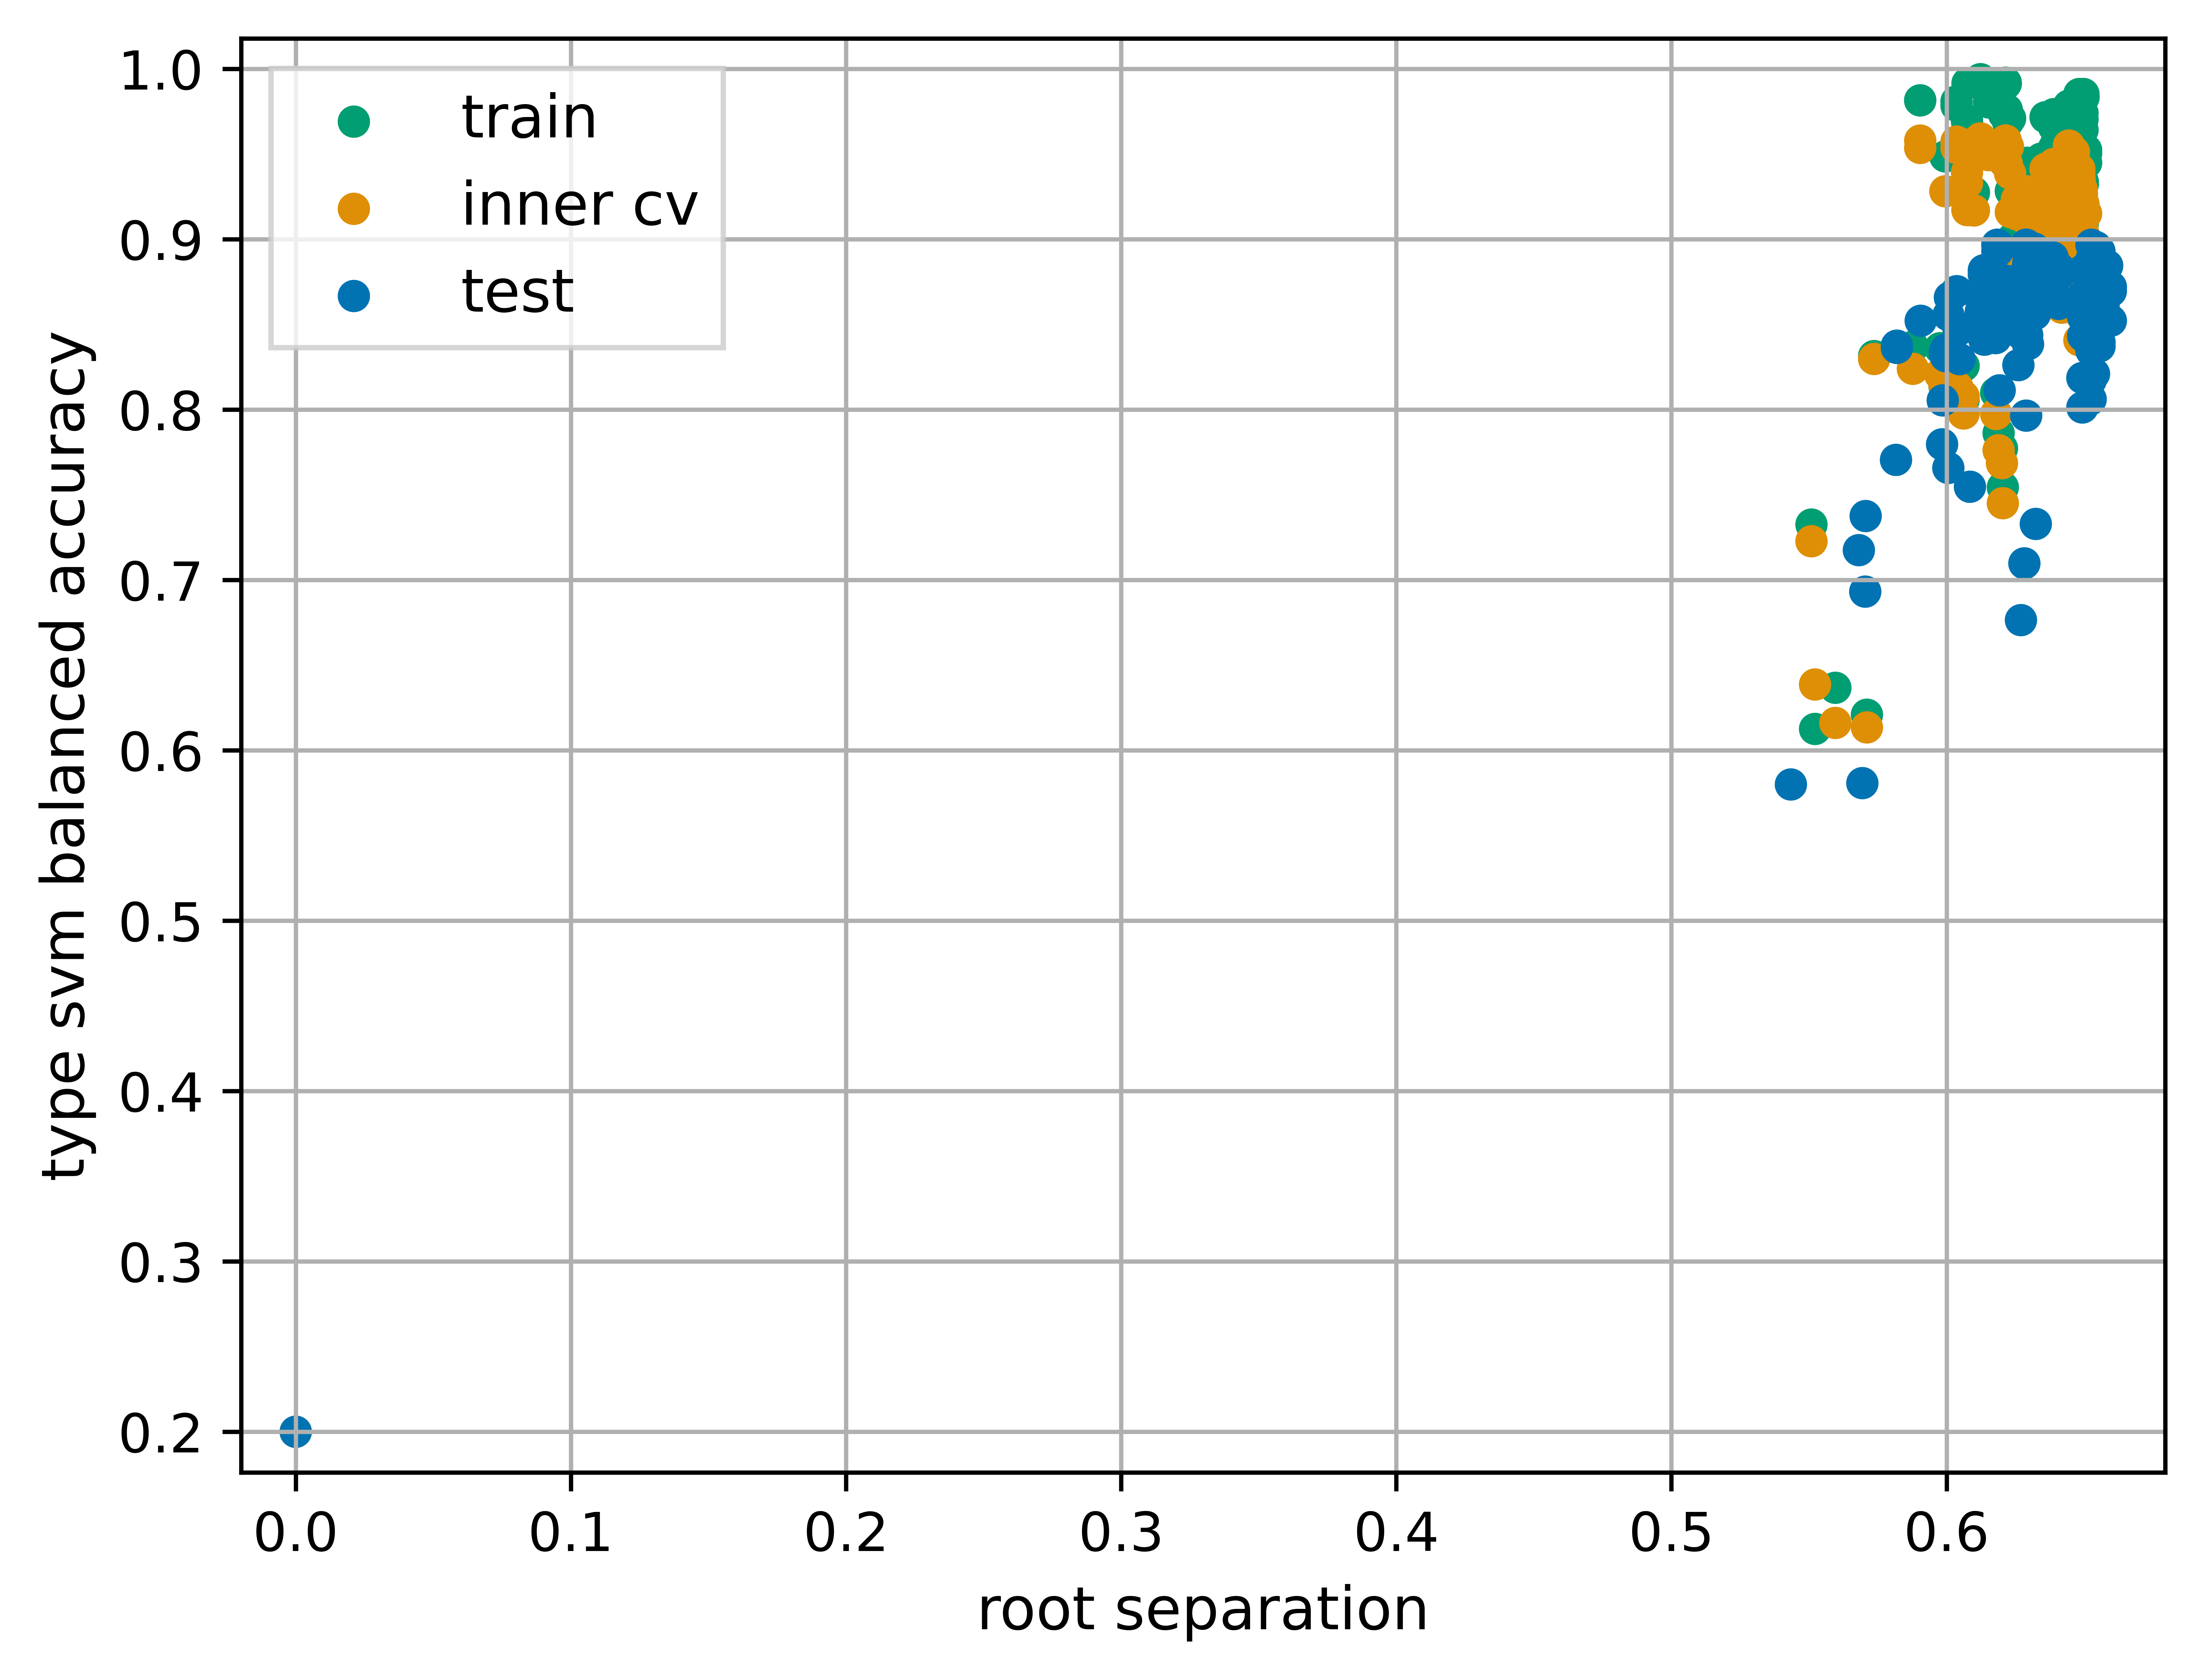 train
inner cv
test
type svm balanced accuracy
1.0
0.9
0.8
0.7
0.6
0.5
0.4
0.3
0.2
0.0 0.1 0.2 0.3 0.4 0.5 0.6
root separation